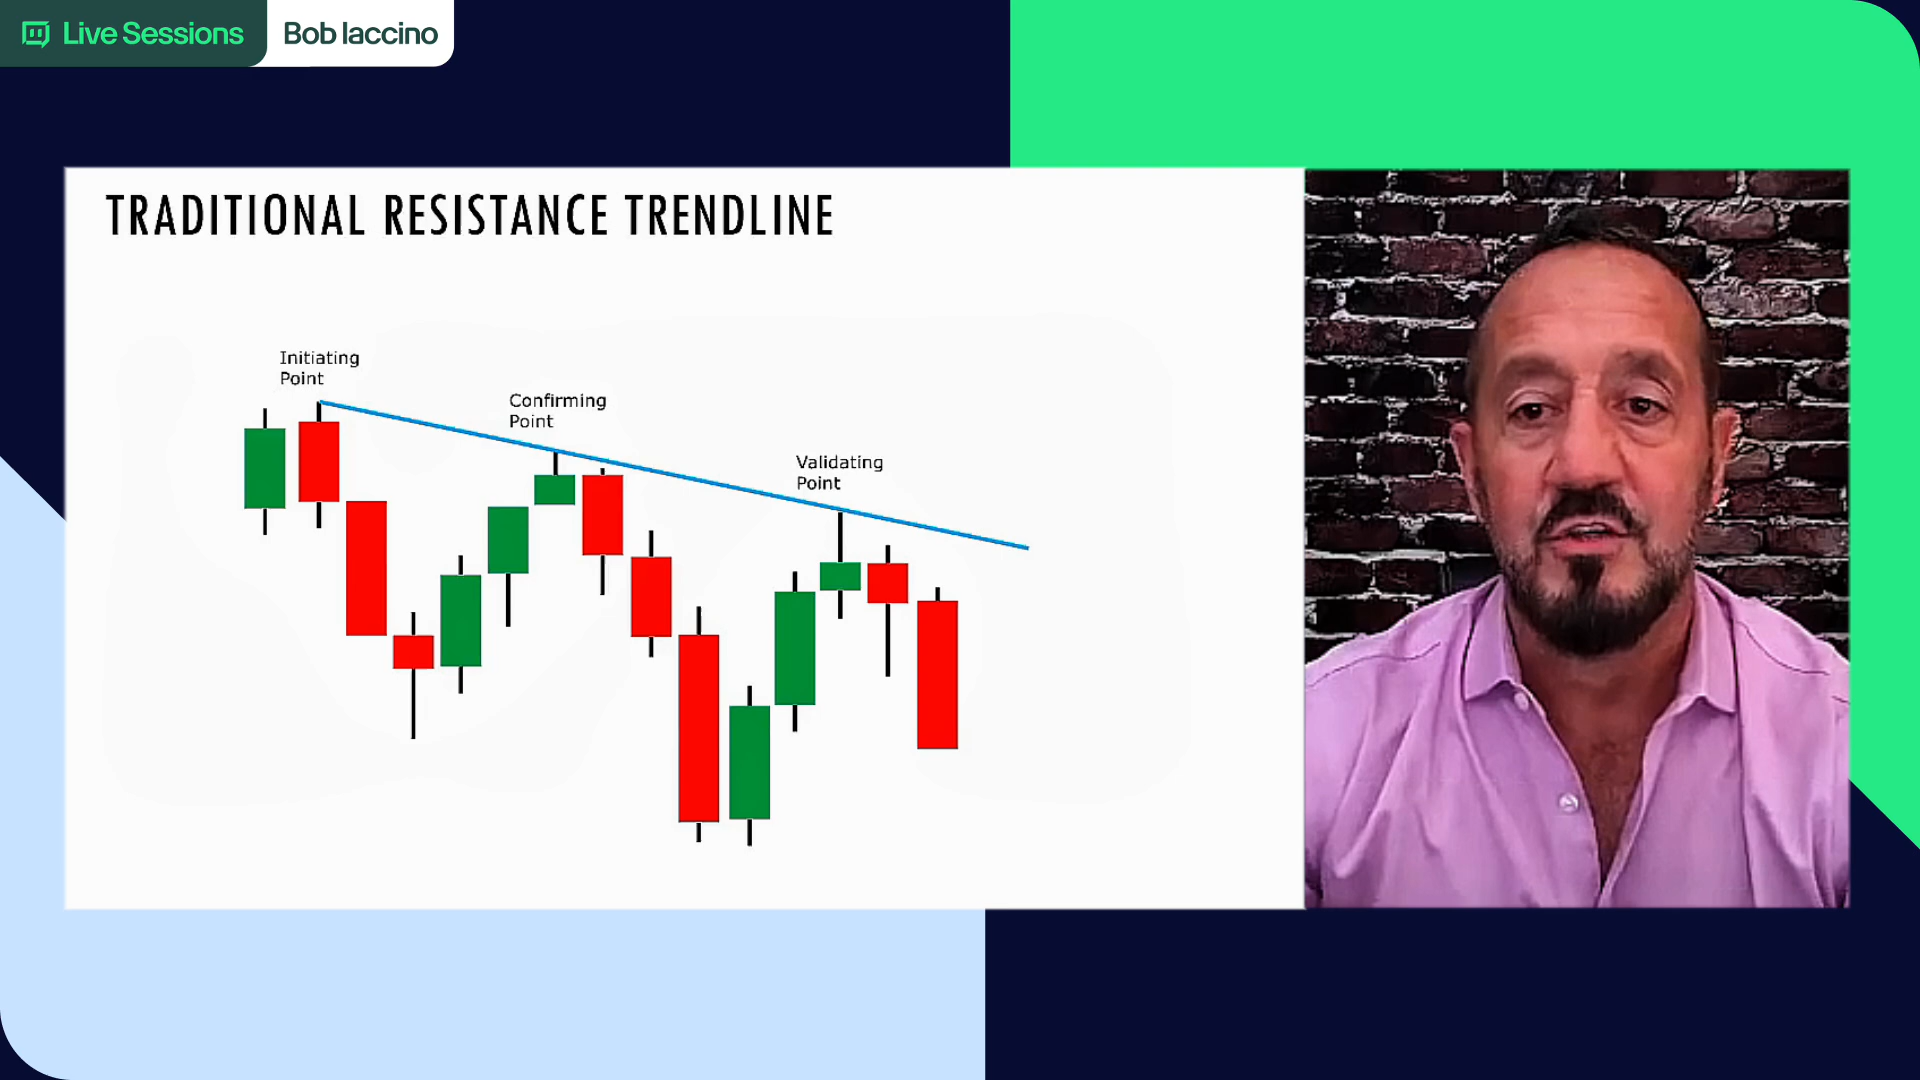 Live Sessions
Bob Iaccino
TRADITIONAL RESISTANCE TRENDLINE
Initiating
Point
Confirming
Point
Validating
Point